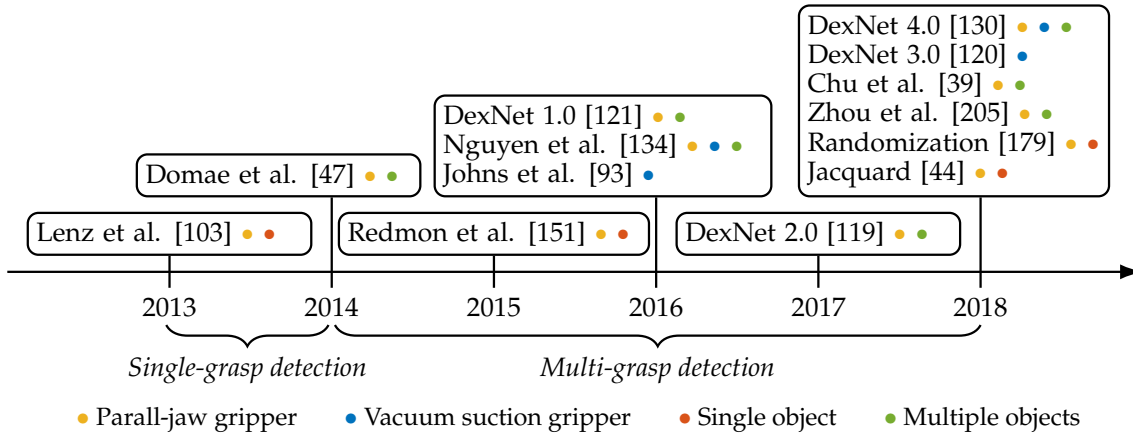 DexNet 4.0 [130]
DexNet 3.0 [120]
Chu et al. [39]
Zhou et al. [205]
Randomization [179]
Jacquard [44]
DexNet 1.0 [121]
Nguyen et al. [134]
Johns et al. [93]
Domae et al. [47]
Lenz et al. [103]
Redmon et al. [151]
DexNet 2.0 [119]
2013 2014 2015 2016 2017 2018
Single-grasp detection Multi-grasp detection
Parall-jaw gripper Vacuum suction gripper Single object Multiple objects